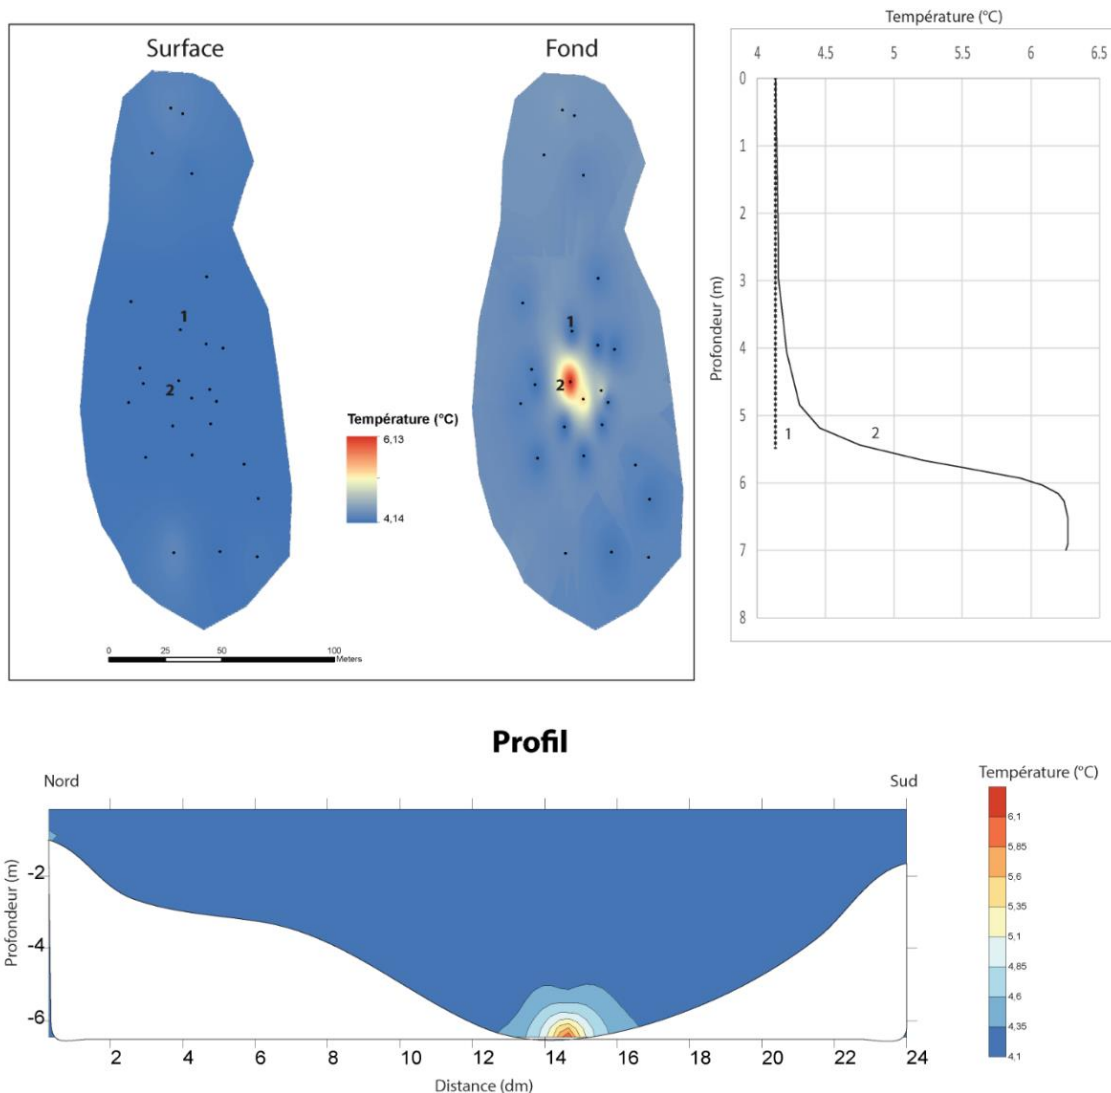 Surface
Fond
1
2
1
2
Température (°C)
6,13
4,14
0 25 50 100
Meters
Température (°C)
4 4.5 5 5.5 6 6.5
Profondeur (m)
0
1
2
3
4
5
6
7
8
1 2
Profil
Nord
Sud
Profondeur (m)
-2
-4
-6
2 4 6 8 10 12 14 16 18 20 22 24
Distance (dm)
Température (°C)
6,1
5,85
5,6
5,35
5,1
4,85
4,6
4,35
4,1